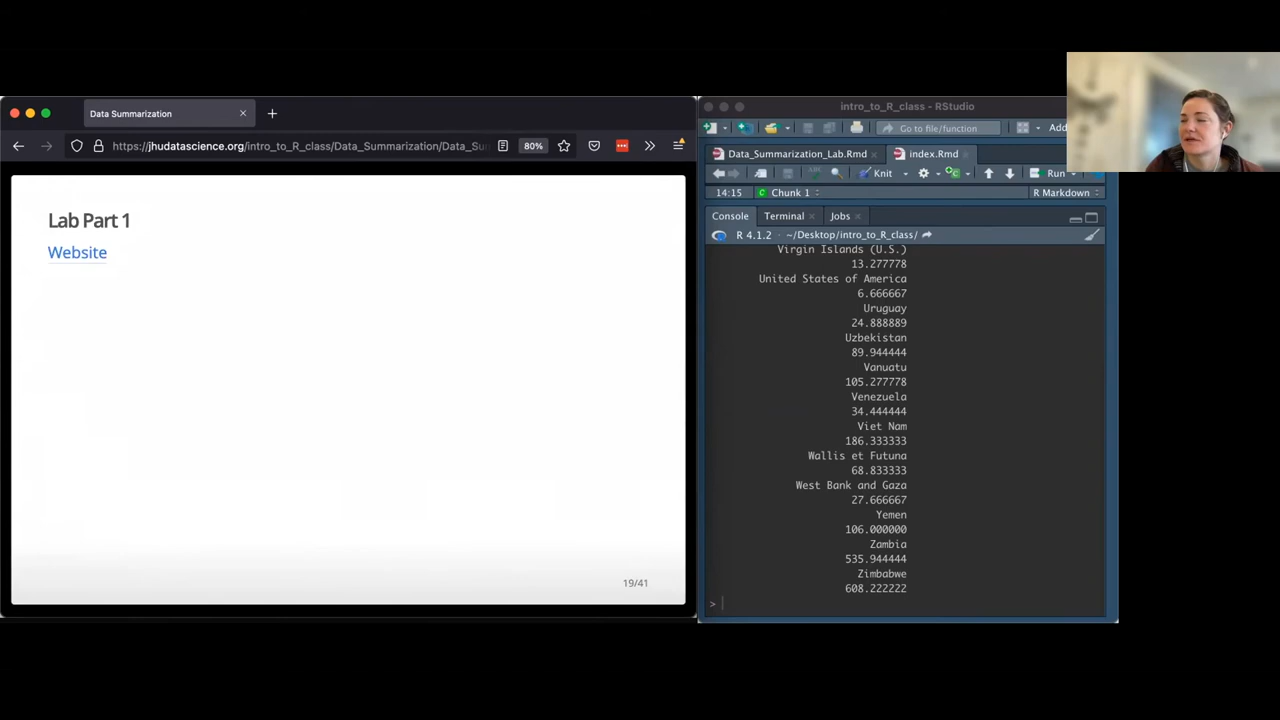 Data Summarization
https://jhudatascience.org/intro_to_R_class/Data_Summarization/Data_Su
80%
Lab Part 1
Website
19/41
intro_to_R_class - RStudio
Go to file/function
Add
Data_Summarization_Lab.Rmd
index.Rmd
Knit
Run
14:15
Chunk 1
R Markdown
Console
Terminal
Jobs
R 4.1.2 · ~/Desktop/intro_to_R_class/
Virgin Islands (U.S.)
13.277778
United States of America
6.666667
Uruguay
24.888889
Uzbekistan
89.944444
Vanuatu
105.277778
Venezuela
34.444444
Viet Nam
186.333333
Wallis et Futuna
68.833333
West Bank and Gaza
27.666667
Yemen
106.000000
Zambia
535.944444
Zimbabwe
608.222222
>